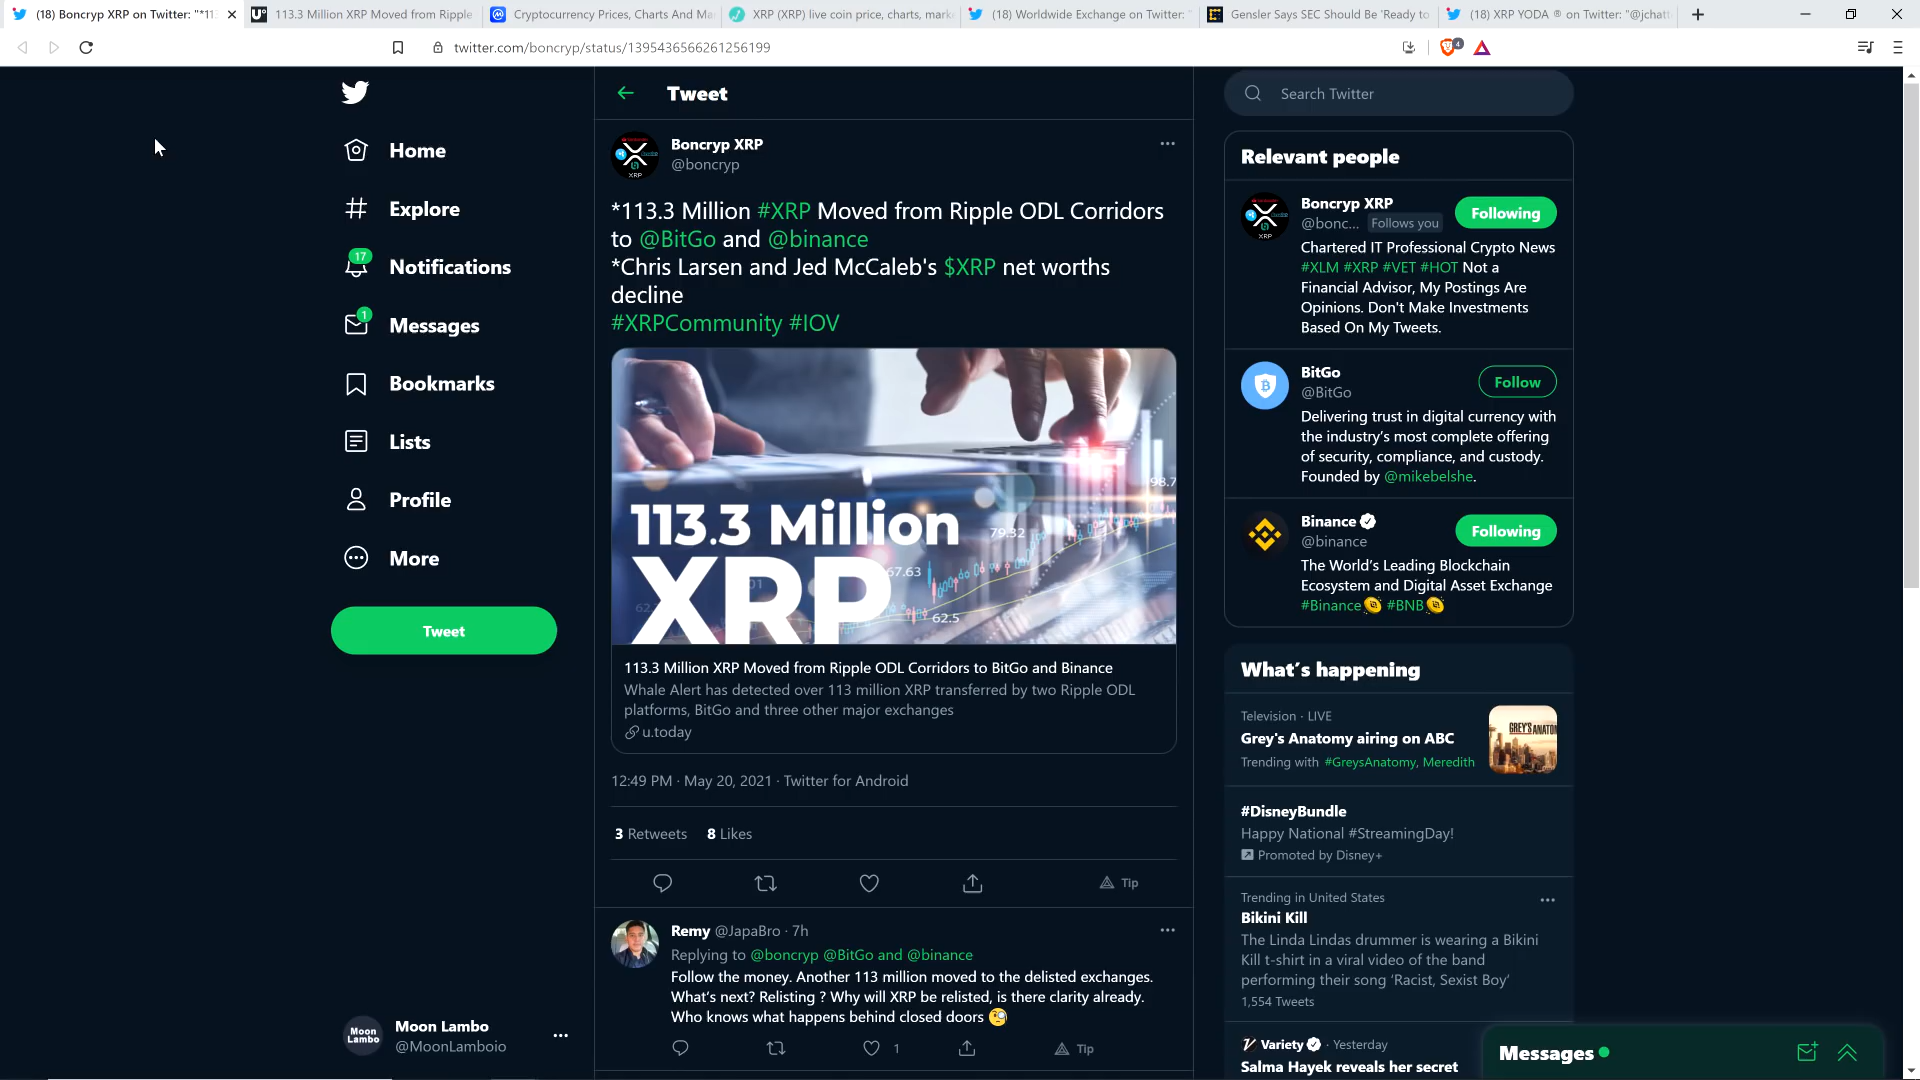 (18) Boncryp XRP on Twitter: "*11
113.3 Million XRP Moved from Ripple
Cryptocurrency Prices, Charts And Ma
XRP (XRP) live coin price, charts, mark
(18) Worldwide Exchange on Twitter: "
Gensler Says SEC Should Be 'Ready to
(18) XRP YODA ® on Twitter: "@jchatt
twitter.com/boncryp/status/1395436566261256199
4
Home
Explore
17
Notifications
1
Messages
Bookmarks
Lists
Profile
More
Tweet
Moon Lambo
Moon Lambo
@MoonLamboio
Tweet
XRP
Boncryp XRP
@boncryp
*113.3 Million #XRP Moved from Ripple ODL Corridors
to @BitGo and @binance
*Chris Larsen and Jed McCaleb's $XRP net worths
decline
#XRPCommunity #IOV
113.3 Million
XRP
98.7
79.32
67.63
62.5
113.3 Million XRP Moved from Ripple ODL Corridors to BitGo and Binance
Whale Alert has detected over 113 million XRP transferred by two Ripple ODL
platforms, BitGo and three other major exchanges
u.today
12:49 PM · May 20, 2021 · Twitter for Android
3 Retweets 8 Likes
Tip
Remy @JapaBro · 7h
Replying to @boncryp @BitGo and @binance
Follow the money. Another 113 million moved to the delisted exchanges.
What's next? Relisting ? Why will XRP be relisted, is there clarity already.
Who knows what happens behind closed doors
1
Tip
Search Twitter
Relevant people
XRP
Boncryp XRP
@bonc... Follows you
Following
Chartered IT Professional Crypto News
#XLM #XRP #VET #HOT Not a
Financial Advisor, My Postings Are
Opinions. Don't Make Investments
Based On My Tweets.
BitGo
@BitGo
Follow
Delivering trust in digital currency with
the industry's most complete offering
of security, compliance, and custody.
Founded by @mikebelshe.
Binance
@binance
Following
The World's Leading Blockchain
Ecosystem and Digital Asset Exchange
#Binance #BNB
What's happening
Television · LIVE
Grey's Anatomy airing on ABC
Trending with #GreysAnatomy, Meredith
GREY'S ANATOM
#DisneyBundle
Happy National #StreamingDay!
Promoted by Disney+
Trending in United States
Bikini Kill
The Linda Lindas drummer is wearing a Bikini
Kill t-shirt in a viral video of the band
performing their song 'Racist, Sexist Boy'
1,554 Tweets
Variety · Yesterday
Salma Hayek reveals her secret
Messages